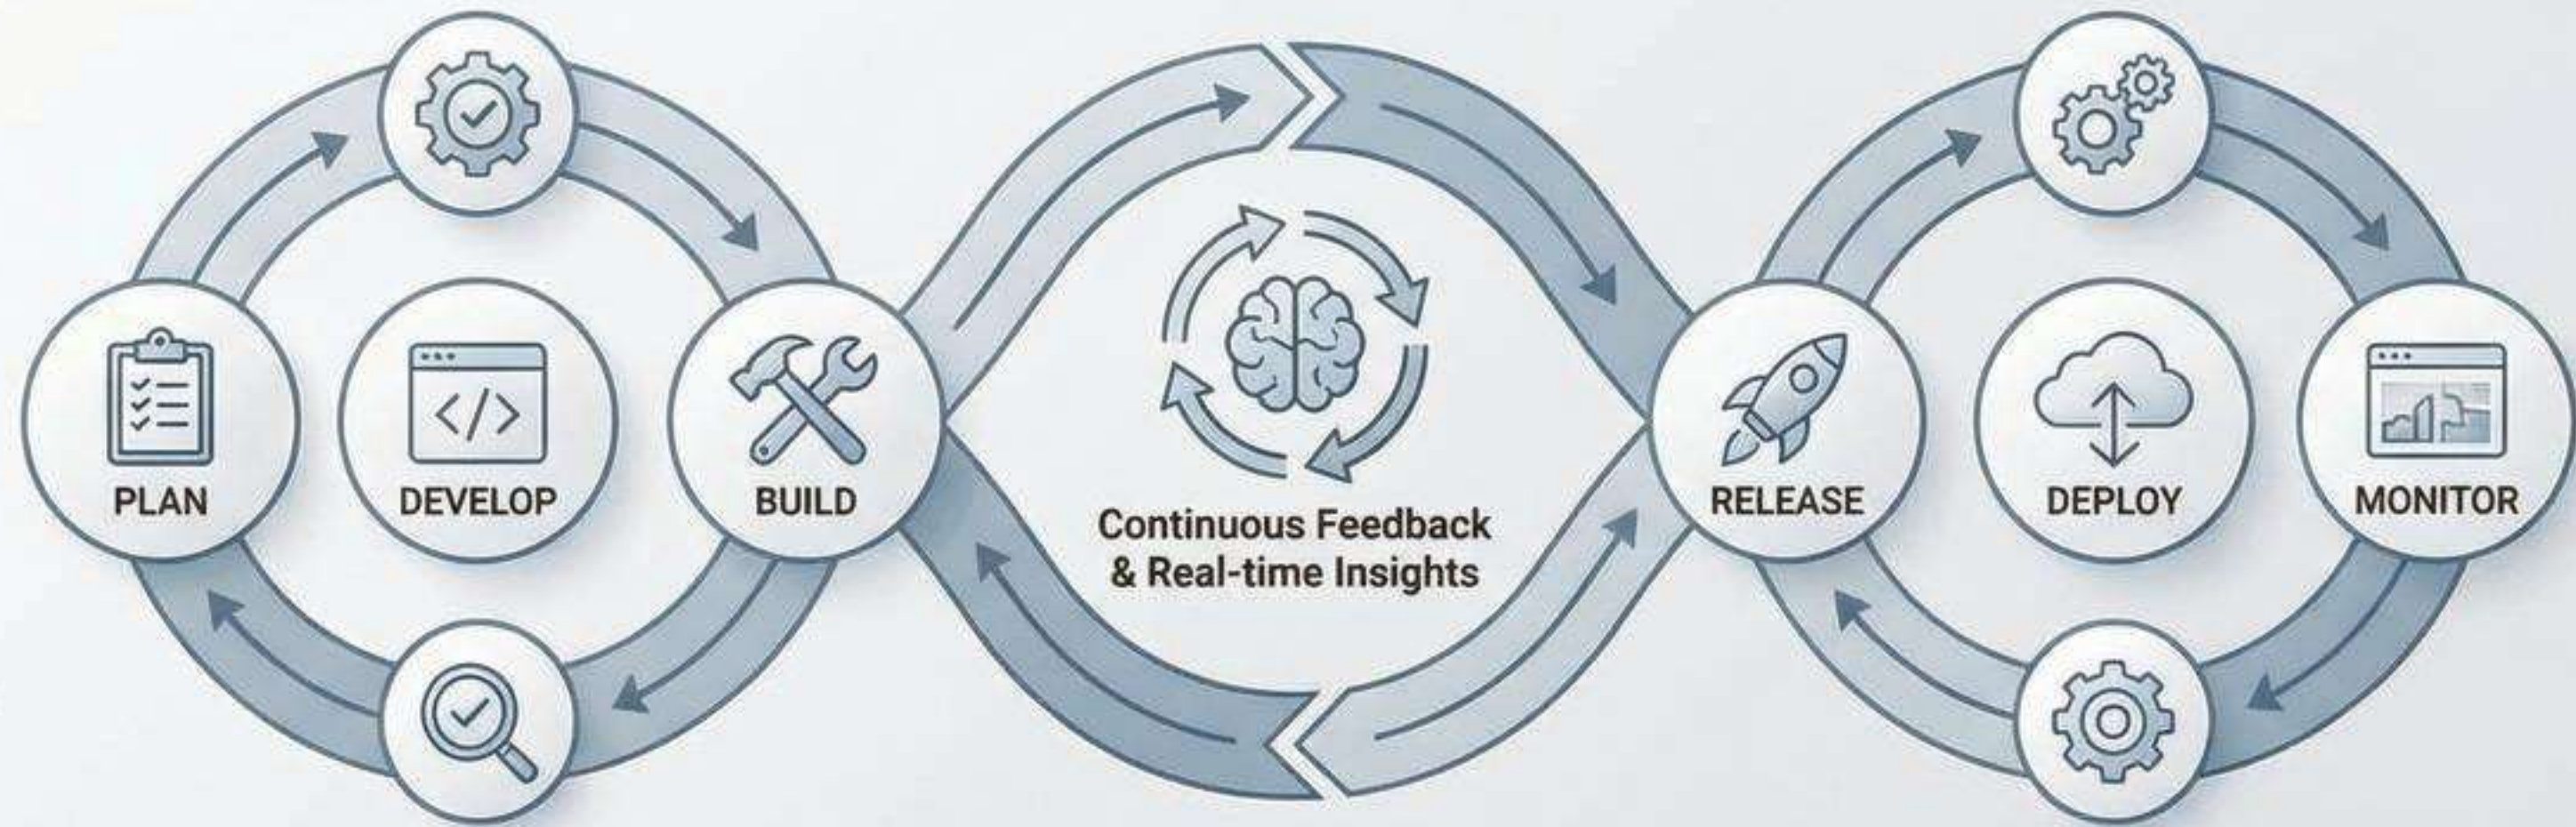 PLAN
DEVELOP
</>
BUILD
Continuous Feedback
& Real-time Insights
RELEASE
DEPLOY
MONITOR